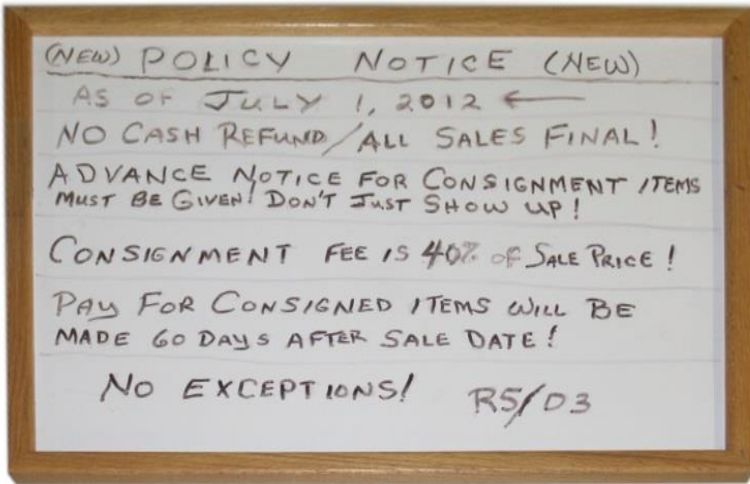 (NEW) POLICY NOTICE (NEW)
AS OF JULY 1, 2012 ←
NO CASH REFUND/ALL SALES FINAL!
ADVANCE NOTICE FOR CONSIGNMENT ITEMS
MUST BE GIVEN! DON'T JUST SHOW UP!
CONSIGNMENT FEE IS 40% OF SALE PRICE!
PAY FOR CONSIGNED ITEMS WILL BE
MADE 60 DAYS AFTER SALE DATE!
NO EXCEPTIONS! RS/D3